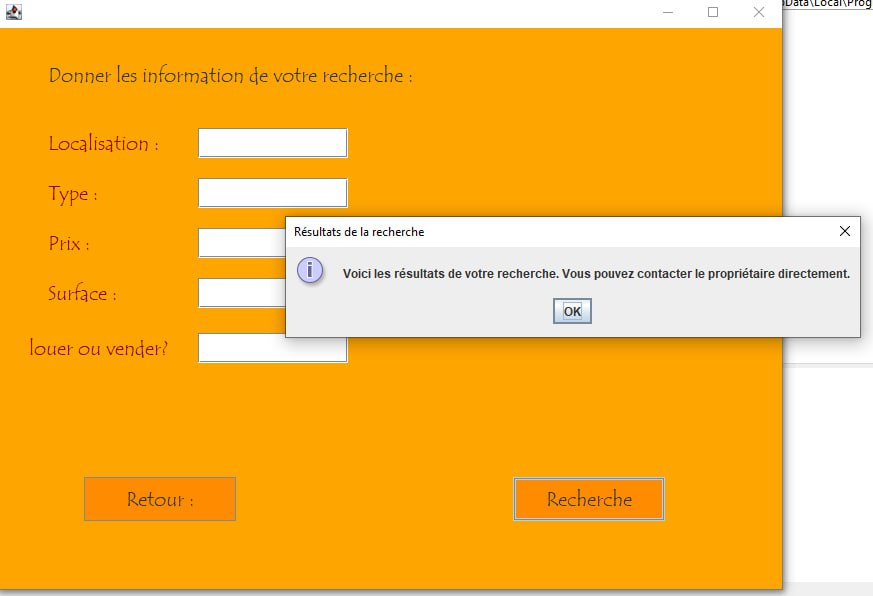 Data\Local\Prog
Donner les information de votre recherche :
Localisation :
Type :
Prix :
Surface :
louer ou vender?
Résultats de la recherche
Voici les résultats de votre recherche. Vous pouvez contacter le propriétaire directement.
OK
Retour :
Recherche